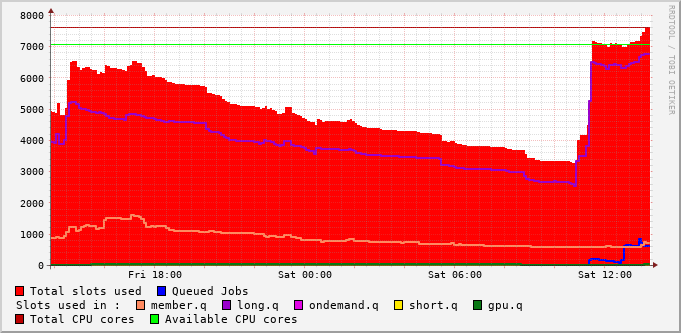 8000
7000
6000
5000
4000
3000
2000
1000
0
Fri 18:00 Sat 00:00 Sat 06:00 Sat 12:00
RRDTOOL / TOBI OETIKER
Total slots used Queued Jobs
Slots used in : member.q long.q ondemand.q short.q gpu.q
Total CPU cores Available CPU cores